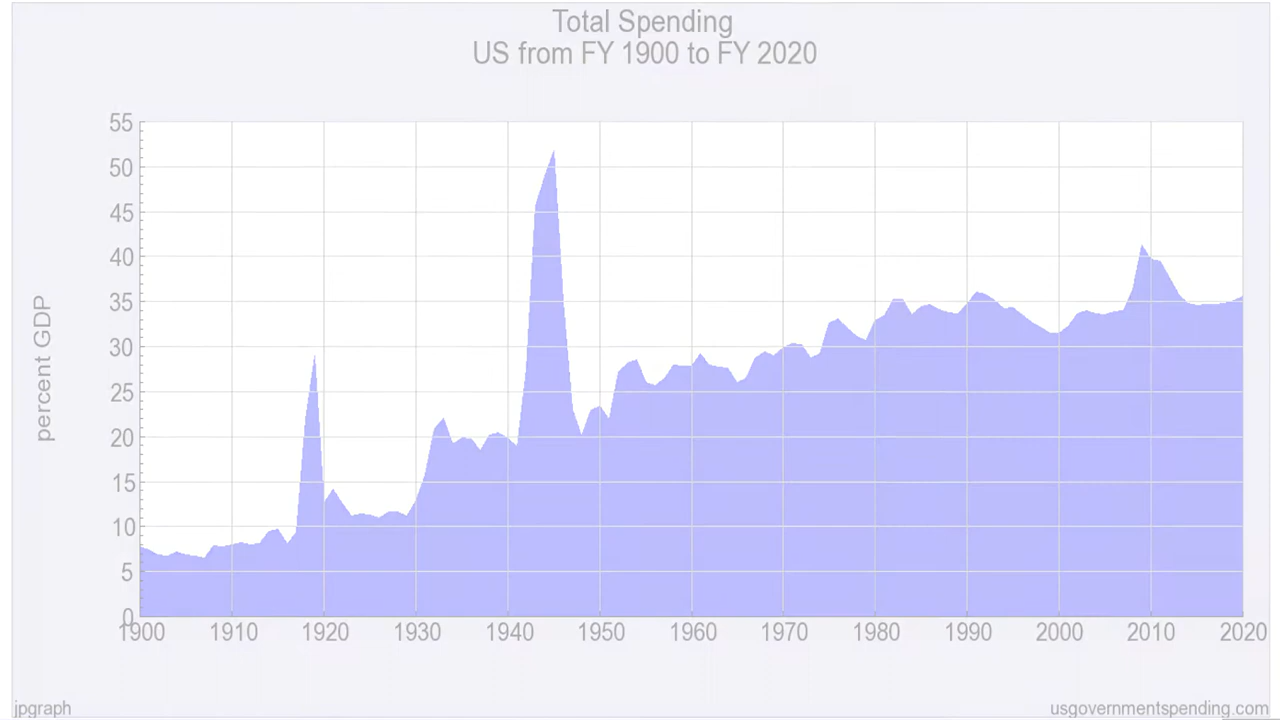 Total Spending
US from FY 1900 to FY 2020
percent GDP
55
50
45
40
35
30
25
20
15
10
5
0
1900 1910 1920 1930 1940 1950 1960 1970 1980 1990 2000 2010 2020
jpgraph
usgovernmentspending.com